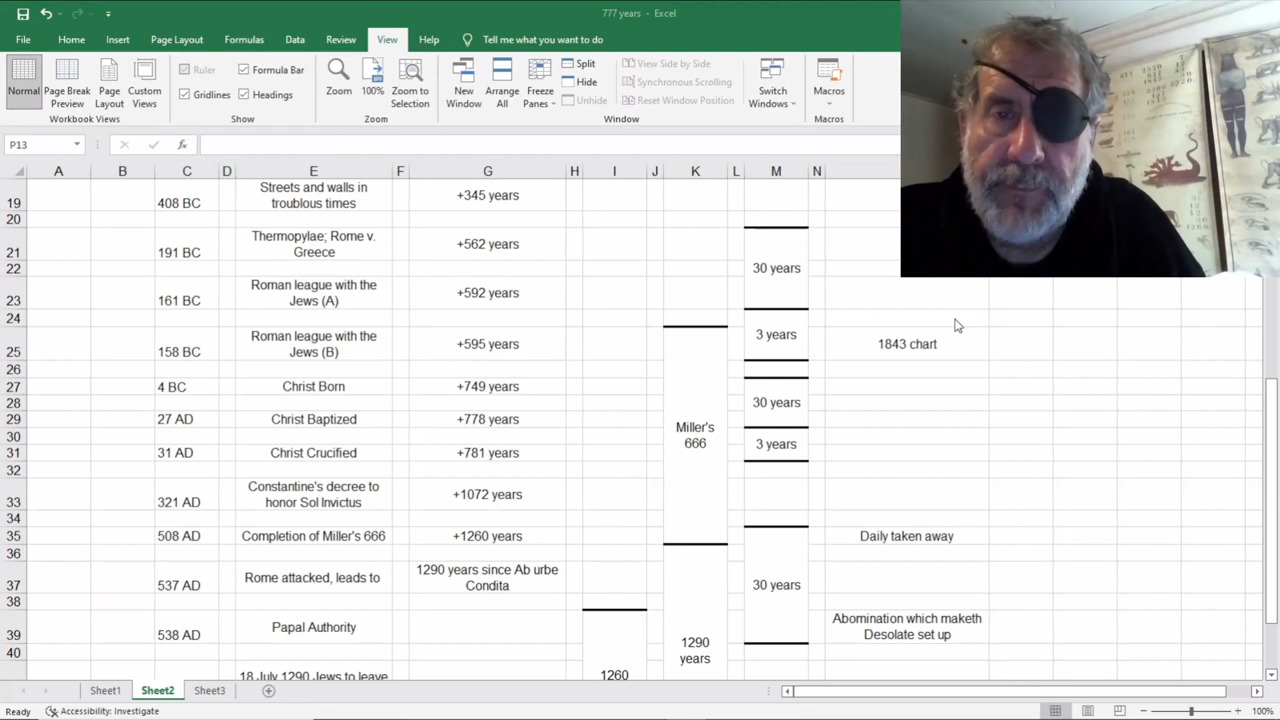 777 years - Excel
File Home Insert Page Layout Formulas Data Review View Help Tell me what you want to do
Normal
Page Break Preview
Page Layout
Custom Views
Workbook Views
Ruler
Formula Bar
Gridlines
Headings
Show
Zoom
100%
Zoom to Selection
Zoom
New Window
Arrange All
Freeze Panes
Split
Hide
Unhide
View Side by Side
Synchronous Scrolling
Reset Window Position
Window
Switch Windows
Macros
Macros
P13
fx
A B C D E F G H I J K L M N
19
408 BC
Streets and walls in
troublous times
+345 years
20
21
191 BC
Thermopylae; Rome v.
Greece
+562 years
22
30 years
23
161 BC
Roman league with the
Jews (A)
+592 years
24
25
158 BC
Roman league with the
Jews (B)
+595 years
3 years
1843 chart
26
27
4 BC
Christ Born
+749 years
28
30 years
29
27 AD
Christ Baptized
+778 years
Miller's
666
30
31
31 AD
Christ Crucified
+781 years
3 years
32
33
321 AD
Constantine's decree to
honor Sol Invictus
+1072 years
34
35
508 AD
Completion of Miller's 666
+1260 years
Daily taken away
36
37
537 AD
Rome attacked, leads to
1290 years since Ab urbe
Condita
30 years
38
39
538 AD
Papal Authority
Abomination which maketh
Desolate set up
40
1290
years
18 July 1290 Jews to leave
1260
Sheet1 Sheet2 Sheet3
Ready Accessibility: Investigate
100%